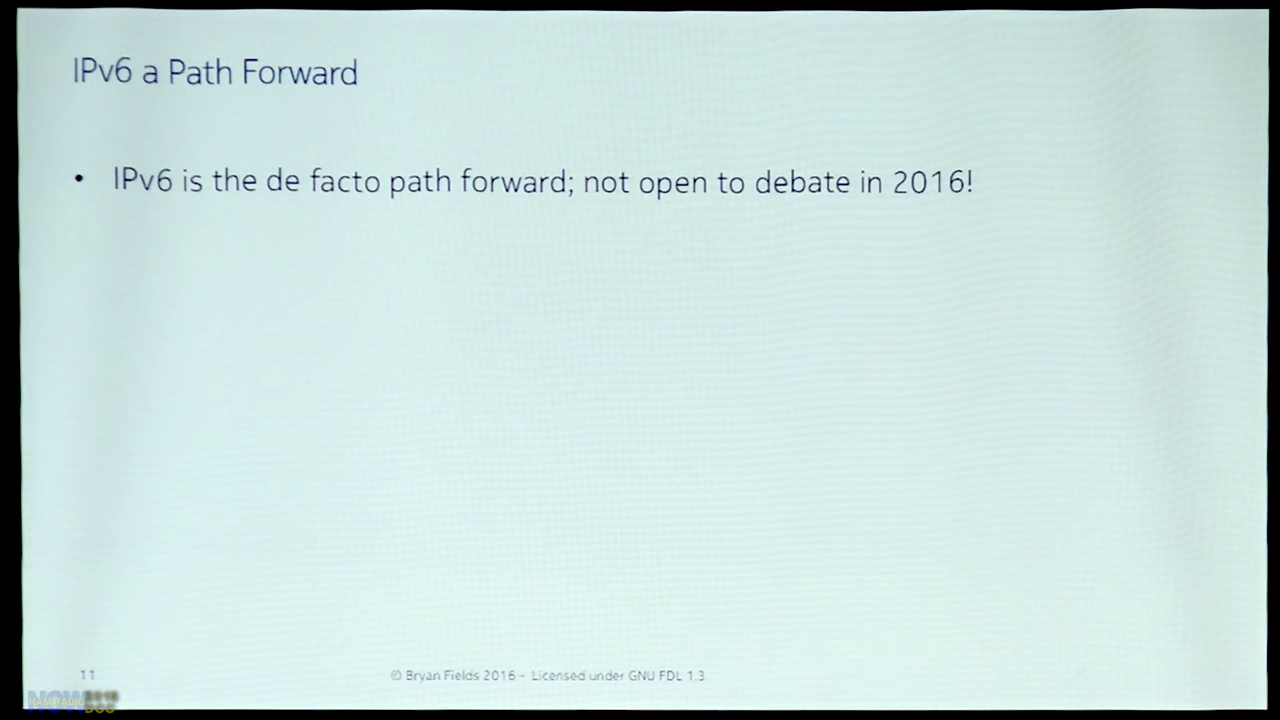 IPv6 a Path Forward
• IPv6 is the de facto path forward; not open to debate in 2016!
11
© Bryan Fields 2016 – Licensed under GNU FDL 1.3